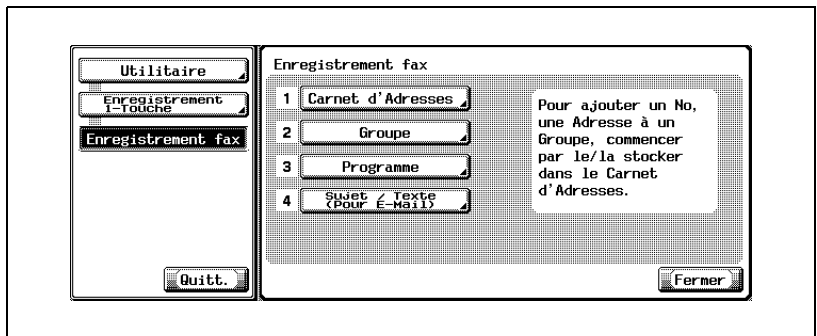 Utilitaire
Enregistrement
1-Touche
Enregistrement fax
Quitt.
Enregistrement fax
1 Carnet d'Adresses
2 Groupe
3 Programme
4 Sujet / Texte
(Pour E-Mail)
Pour ajouter un No,
une Adresse à un
Groupe, commencer
par le/la stocker
dans le Carnet
d'Adresses.
Fermer